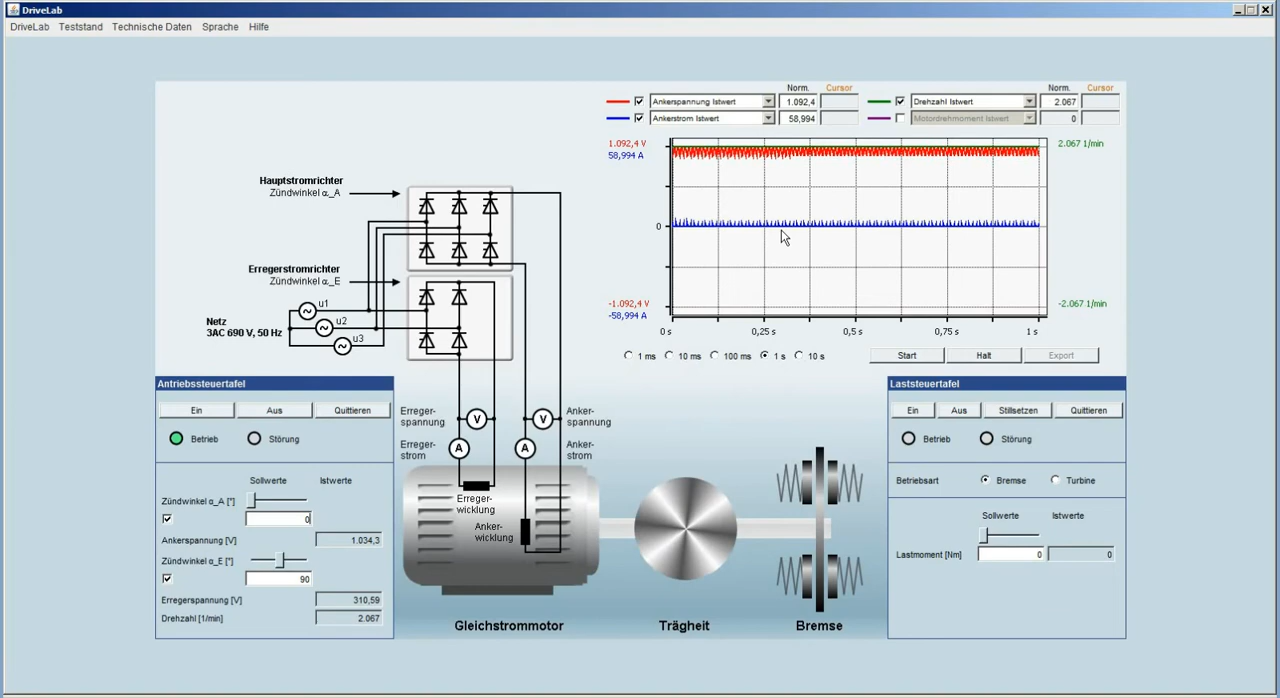 DriveLab
DriveLab Teststand Technische Daten Sprache Hilfe
Norm. Cursor Norm. Cursor
Ankerspannung Istwert 1.092,4 Drehzahl Istwert 2.067
Ankerstrom Istwert 58,994 Motordrehmoment Istwert 0
1.092,4 V
58,994 A
2.067 1/min
0
-1.092,4 V
-58,994 A
-2.067 1/min
0 s 0,25 s 0,5 s 0,75 s 1 s
1 ms 10 ms 100 ms 1 s 10 s Start Halt Export
Hauptstromrichter
Zündwinkel α_A
Erregerstromrichter
Zündwinkel α_E
u1
u2
u3
Netz
3AC 690 V, 50 Hz
Erreger-
spannung
V
V
Anker-
spannung
Erreger-
strom
A
A
Anker-
strom
Erreger-
wicklung
Anker-
wicklung
Gleichstrommotor Trägheit Bremse
Antriebssteuertafel
Ein Aus Quittieren
Betrieb Störung
Sollwerte Istwerte
Zündwinkel α_A [°]
0
Ankerspannung [V] 1.034,3
Zündwinkel α_E [°]
90
Erregerspannung [V] 310,59
Drehzahl [1/min] 2.067
Laststeuertafel
Ein Aus Stillsetzen Quittieren
Betrieb Störung
Betriebsart Bremse Turbine
Sollwerte Istwerte
Lastmoment [Nm] 0 0